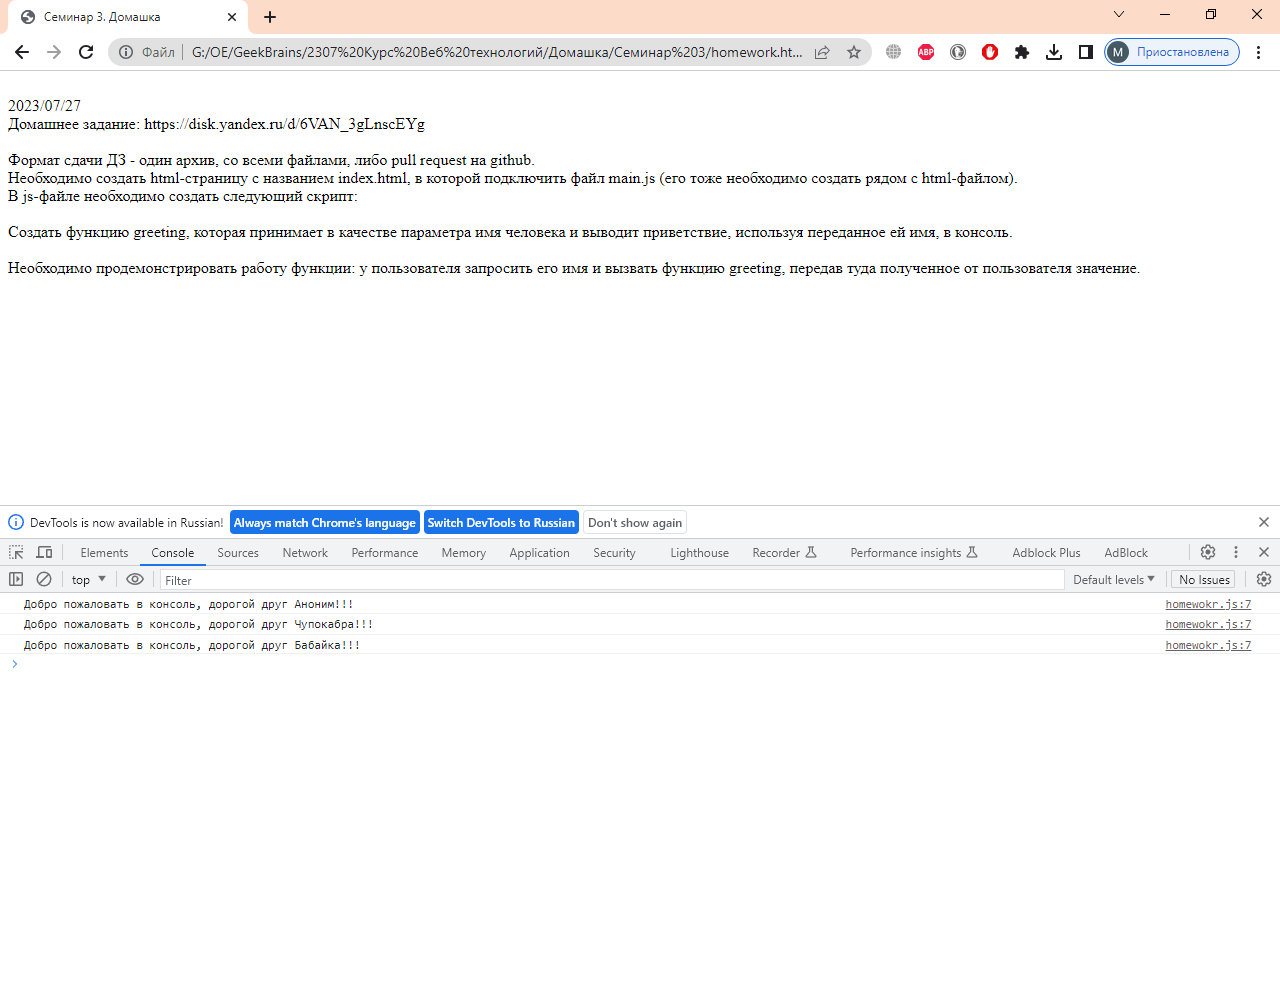 Семинар 3. Домашка
Файл G:/OE/GeekBrains/2307%20Курс%20Веб%20технологий/Домашка/Семинар%203/homework.ht...
ABP
M Приостановлена
2023/07/27
Домашнее задание: https://disk.yandex.ru/d/6VAN_3gLnscEYg
Формат сдачи ДЗ - один архив, со всеми файлами, либо pull request на github.
Необходимо создать html-страницу с названием index.html, в которой подключить файл main.js (его тоже необходимо создать рядом с html-файлом).
В js-файле необходимо создать следующий скрипт:
Создать функцию greeting, которая принимает в качестве параметра имя человека и выводит приветствие, используя переданное ей имя, в консоль.
Необходимо продемонстрировать работу функции: у пользователя запросить его имя и вызвать функцию greeting, передав туда полученное от пользователя значение.
DevTools is now available in Russian! Always match Chrome's language Switch DevTools to Russian Don't show again
Elements Console Sources Network Performance Memory Application Security Lighthouse Recorder Performance insights Adblock Plus AdBlock
top Filter Default levels No Issues
Добро пожаловать в консоль, дорогой друг Аноним!!! homewokr.js:7
Добро пожаловать в консоль, дорогой друг Чупокабра!!! homewokr.js:7
Добро пожаловать в консоль, дорогой друг Бабайка!!! homewokr.js:7